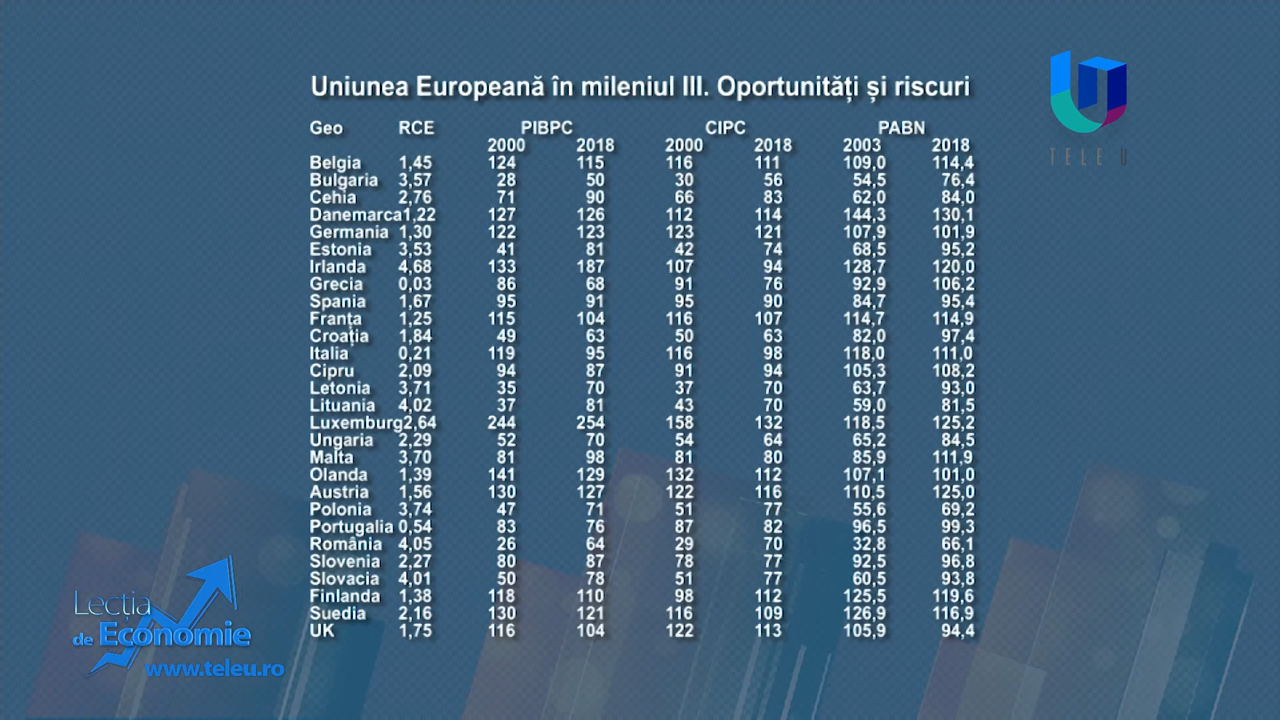 Uniunea Europeană în mileniul III. Oportunități și riscuri
TELE U
Geo RCE PIBPC CIPC PABN
2000 2018 2000 2018 2003 2018
Belgia 1,45 124 115 116 111 109,0 114,4
Bulgaria 3,57 28 50 30 56 54,5 76,4
Cehia 2,76 71 90 66 83 62,0 84,0
Danemarca 1,22 127 126 112 114 144,3 130,1
Germania 1,30 122 123 123 121 107,9 101,9
Estonia 3,53 41 81 42 74 68,5 95,2
Irlanda 4,68 133 187 107 94 128,7 120,0
Grecia 0,03 86 68 91 76 92,9 106,2
Spania 1,67 95 91 95 90 84,7 95,4
Franța 1,25 115 104 116 107 114,7 114,9
Croația 1,84 49 63 50 63 82,0 97,4
Italia 0,21 119 95 116 98 118,0 111,0
Cipru 2,09 94 87 91 94 105,3 108,2
Letonia 3,71 35 70 37 70 63,7 93,0
Lituania 4,02 37 81 43 70 59,0 81,5
Luxemburg 2,64 244 254 158 132 118,5 125,2
Ungaria 2,29 52 70 54 64 65,2 84,5
Malta 3,70 81 98 81 80 85,9 111,9
Olanda 1,39 141 129 132 112 107,1 101,0
Austria 1,56 130 127 122 116 110,5 125,0
Polonia 3,74 47 71 51 77 55,6 69,2
Portugalia 0,54 83 76 87 82 96,5 99,3
România 4,05 26 64 29 70 32,8 66,1
Slovenia 2,27 80 87 78 77 92,5 96,8
Slovacia 4,01 50 78 51 77 60,5 93,8
Finlanda 1,38 118 110 98 112 125,5 119,6
Suedia 2,16 130 121 116 109 126,9 116,9
UK 1,75 116 104 122 113 105,9 94,4
Lecția
de Economie
www.teleu.ro